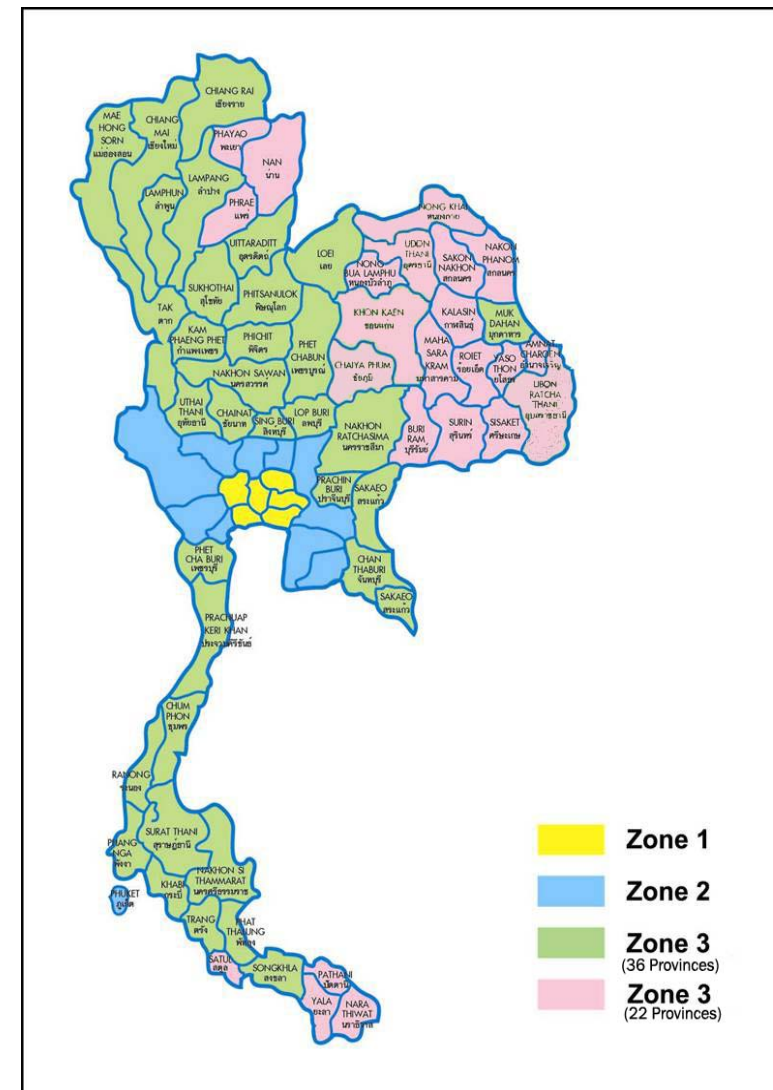 CHIANG RAI
เชียงราย
MAE
HONG
SORN
แม่ฮ่องสอน
CHIANG
MAI
เชียงใหม่
PHAYAO
พะเยา
NAN
น่าน
LAMPANG
ลำปาง
LAMPHUN
ลำพูน
PHRAE
แพร่
UITTARADITT
อุตรดิตถ์
LOEI
เลย
NONG KHAI
หนองคาย
UDON
THANI
อุดรธานี
NONG
BUA LAMPHU
หนองบัวลำภู
SAKON
NAKHON
สกลนคร
NAKON
PHANOM
สกลนคร
SUKHOTHAI
สุโขทัย
PHITSANULOK
พิษณุโลก
TAK
ตาก
KAM
PHAENG PHET
กำแพงเพชร
PHICHIT
พิจิตร
PHET
CHABUN
เพชรบูรณ์
KHON KAEN
ขอนแก่น
KALASIN
กาฬสินธุ์
MUK
DAHAN
มุกดาหาร
MAHA
SARA
KRAM
มหาสารคาม
ROIET
ร้อยเอ็ด
YASO
THON
ยโสธร
AMNAT
CHAROEN
อำนาจเจริญ
UBON
RATCHA
THANI
อุบลราชธานี
CHAIYA PHUM
ชัยภูมิ
NAKHON SAWAN
นครสวรรค์
UTHAI
THANI
อุทัยธานี
CHAINAT
ชัยนาท
SING BURI
สิงหบุรี
LOP BURI
ลพบุรี
NAKHON
RATCHASIMA
นครราชสีมา
BURI
RAM
บุรีรัมย์
SURIN
สุรินทร์
SISAKET
ศรีษะเกษ
PRACHIN
BURI
ปราจีนบุรี
SAKAEO
สระแก้ว
PHET
CHA BURI
เพชรบุรี
CHAN
THABURI
จันทบุรี
SAKAEO
สระแก้ว
PRACHUAP
KERI KHAN
ประจวบคีรีขันธ์
CHUM
PHON
ชุมพร
RANONG
ระนอง
SURAT THANI
สุราษฎ์ธานี
PHANG
NGA
พังงา
PHUKET
ภูเก็ต
KHABI
กระบี่
NAKHON SI
THAMMARAT
นครศรีธรรมราช
TRANG
ตรัง
PHAT
THALUNG
SATUL
สตูล
SONGKHLA
สงขลา
PATHANI
ปัตตานี
YALA
ยะลา
NARA
THIWAT
นราธิวาส
Zone 1
Zone 2
Zone 3
(36 Provinces)
Zone 3
(22 Provinces)